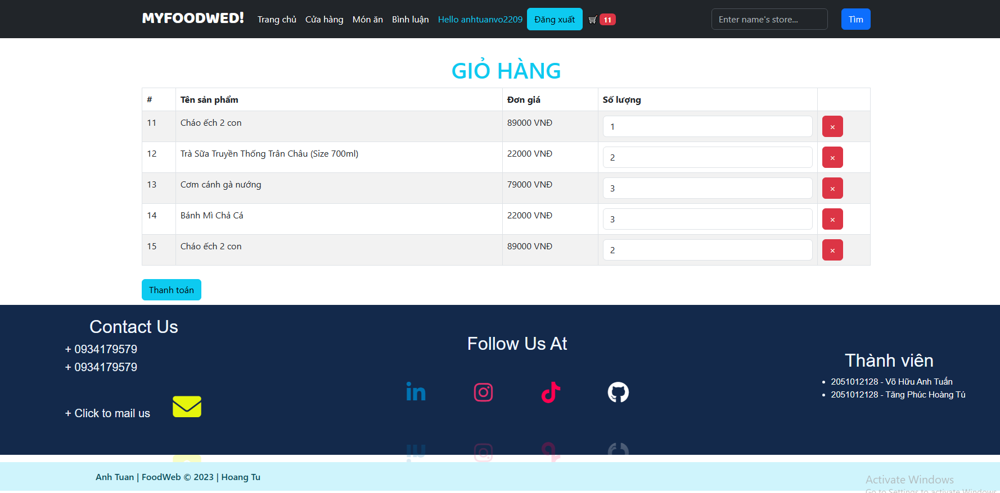 MYFOODWED! Trang chủ Cửa hàng Món ăn Bình luận Hello anhtuanvo2209 Đăng xuất 11 Enter name's store... Tìm
GIỎ HÀNG
# Tên sản phẩm Đơn giá Số lượng
11 Cháo ếch 2 con 89000 VNĐ 1 ×
12 Trà Sữa Truyền Thống Trân Châu (Size 700ml) 22000 VNĐ 2 ×
13 Cơm cánh gà nướng 79000 VNĐ 3 ×
14 Bánh Mì Chả Cá 22000 VNĐ 3 ×
15 Cháo ếch 2 con 89000 VNĐ 2 ×
Thanh toán
Contact Us
+ 0934179579
+ 0934179579
+ Click to mail us
Follow Us At
Thành viên
2051012128 - Võ Hữu Anh Tuấn
2051012128 - Tăng Phúc Hoàng Tú
Anh Tuan | FoodWeb © 2023 | Hoang Tu
Activate Windows
Go to Settings to activate Windows.